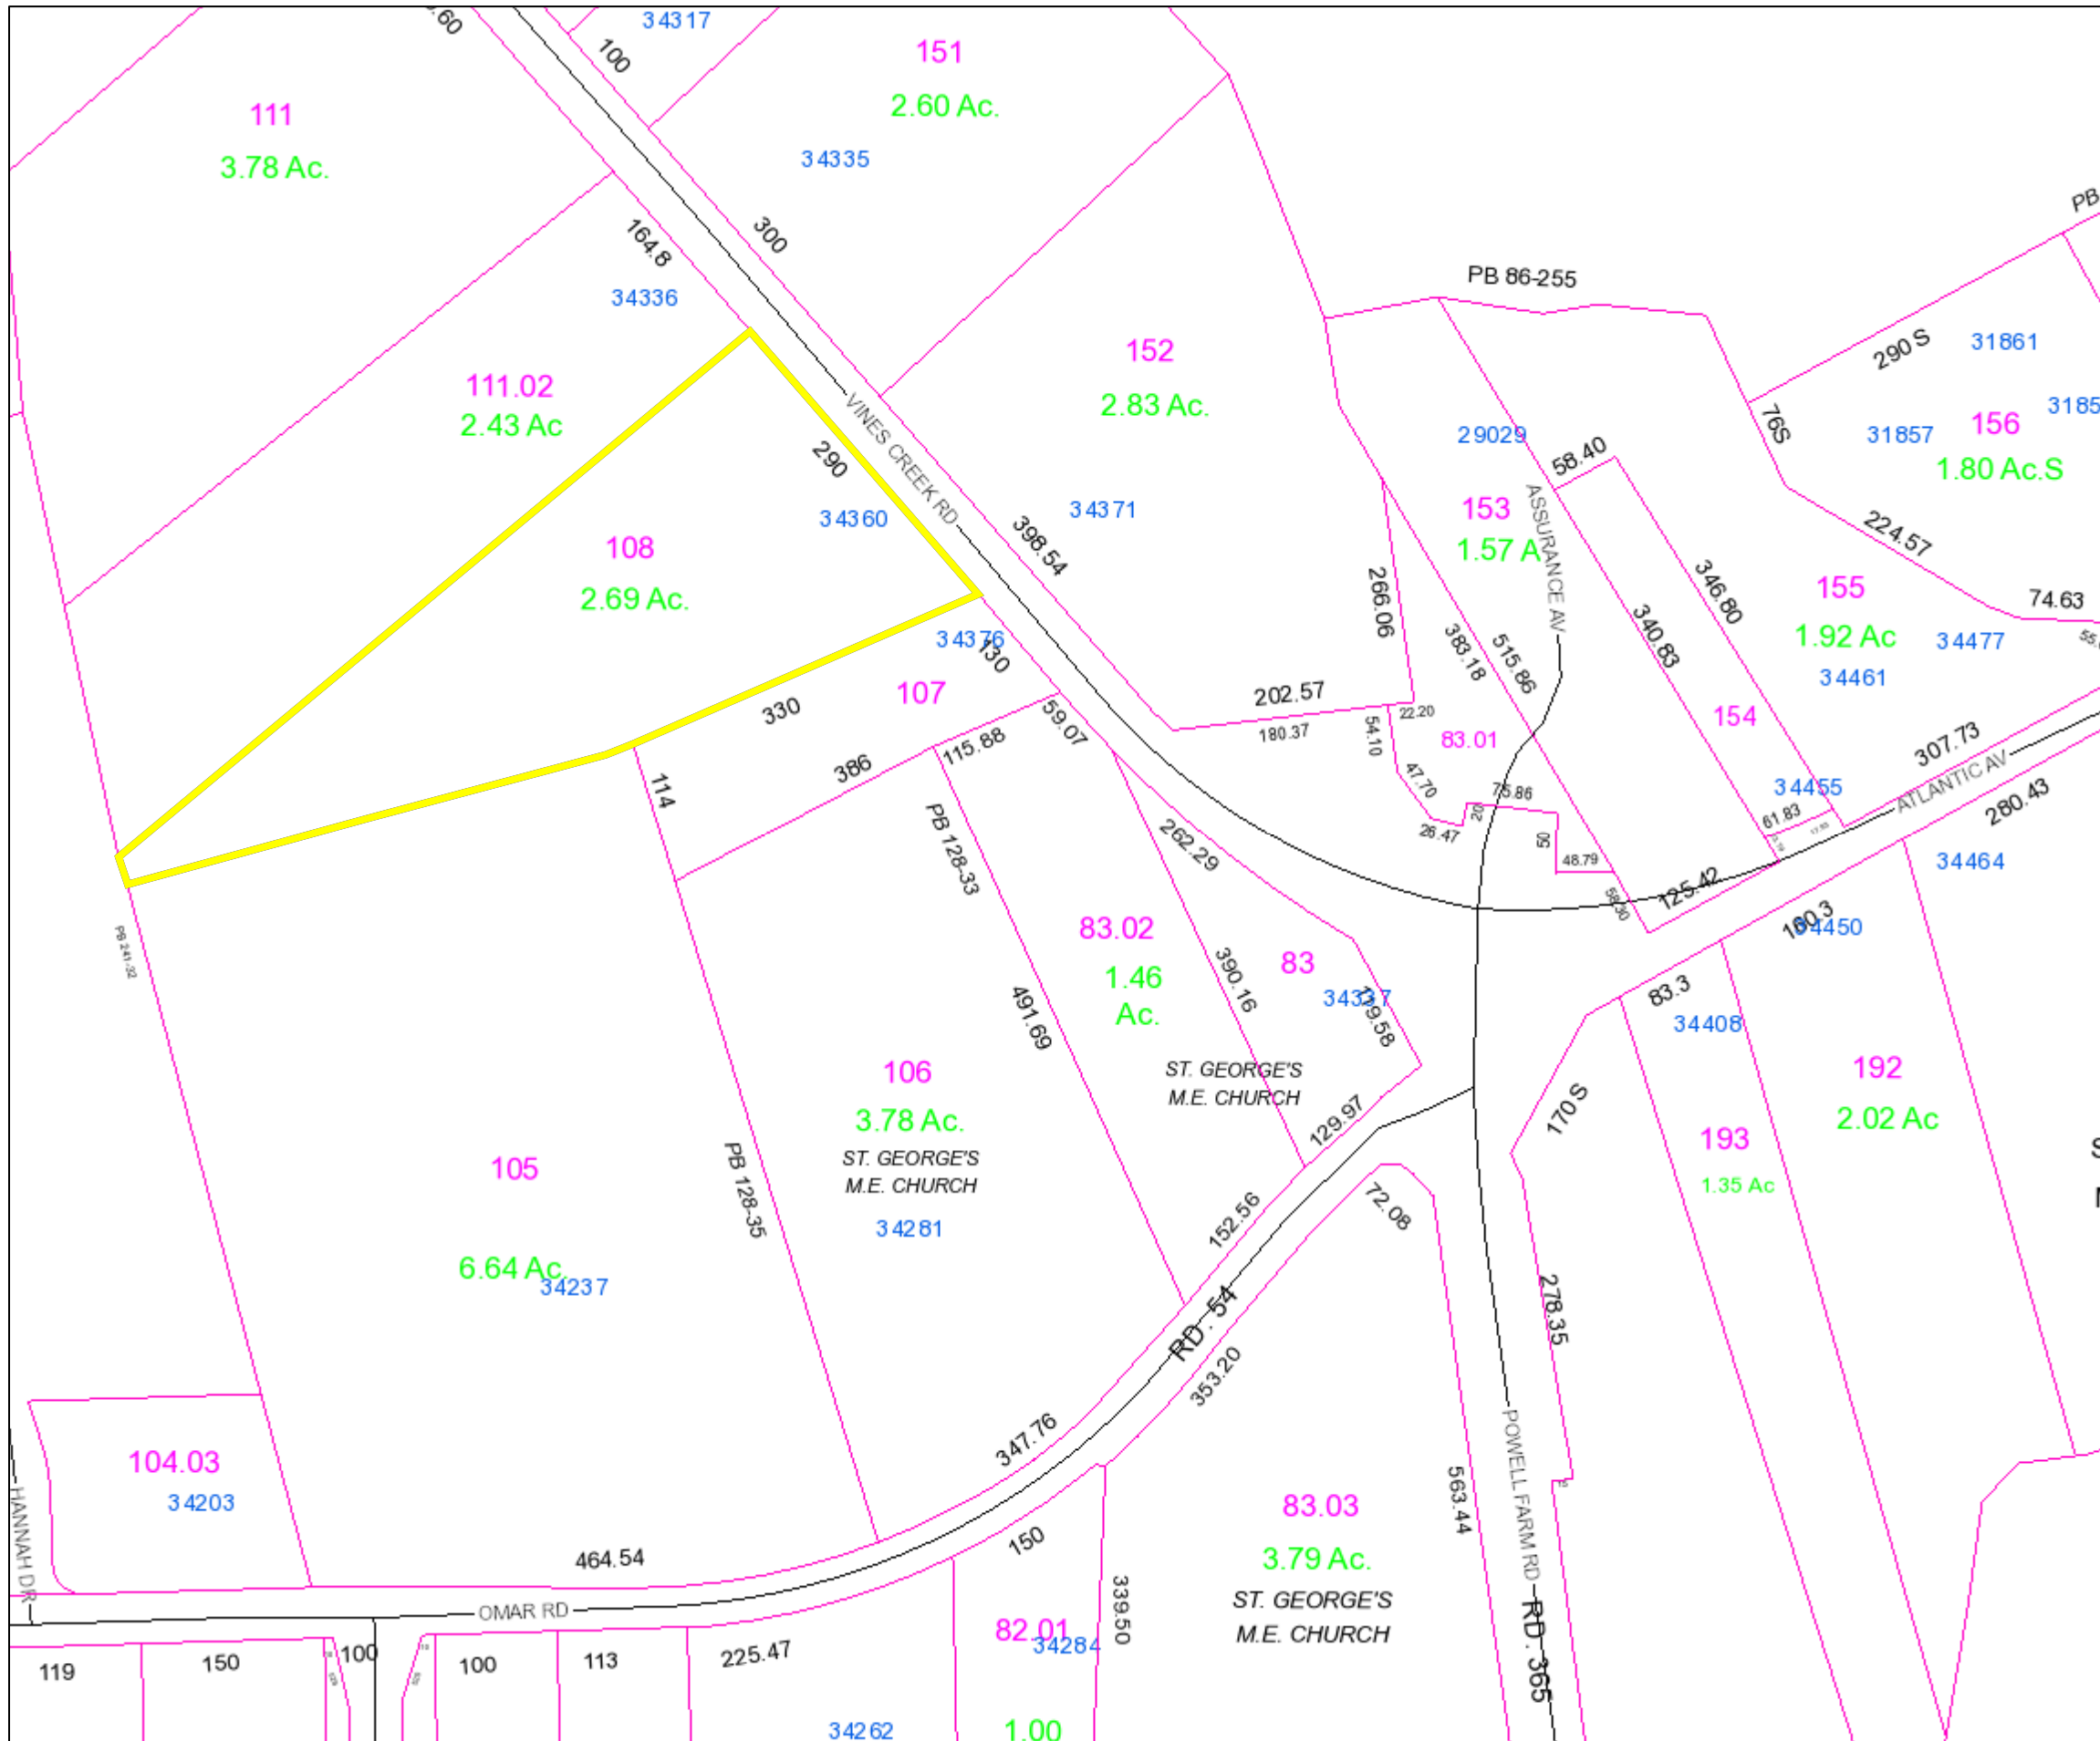 34317
100
151
2.60 Ac.
111
3.78 Ac.
34335
164.8
300
34336
PB 86-255
PB
290 S
31861
152
2.83 Ac.
111.02
2.43 Ac
VINES CREEK RD
290
76S
156
31857
1.80 Ac.S
29029
58.40
34360
34371
398.54
153
1.57 A
ASSURANCE AV
224.57
108
2.69 Ac.
266.06
383.18
515.86
340.83
346.80
155
1.92 Ac
34477
34461
74.63
34376
130
107
330
59.07
115.88
386
114
202.57
180.37
22.20
54.10
83.01
47.70
26.47
20
75.86
50
48.79
58.30
154
34455
61.83
307.73
ATLANTIC AV
280.43
34464
125.42
160.3
34450
PB 128-33
262.29
PB 241-32
83.02
1.46
Ac.
83
34337
390.16
139.58
491.69
83.3
34408
ST. GEORGE'S
M.E. CHURCH
106
3.78 Ac.
ST. GEORGE'S
M.E. CHURCH
34281
129.97
170 S
192
2.02 Ac
193
1.35 Ac
105
6.64 Ac.
34237
PB 128-35
152.56
72.08
RD. 54
353.20
278.35
347.76
104.03
34203
HANNAH DR
464.54
OMAR RD
150
339.50
563.44
POWELL FARM RD
RD. 365
83.03
3.79 Ac.
ST. GEORGE'S
M.E. CHURCH
82.01
34284
119
150
100
100
113
225.47
34262
1.00